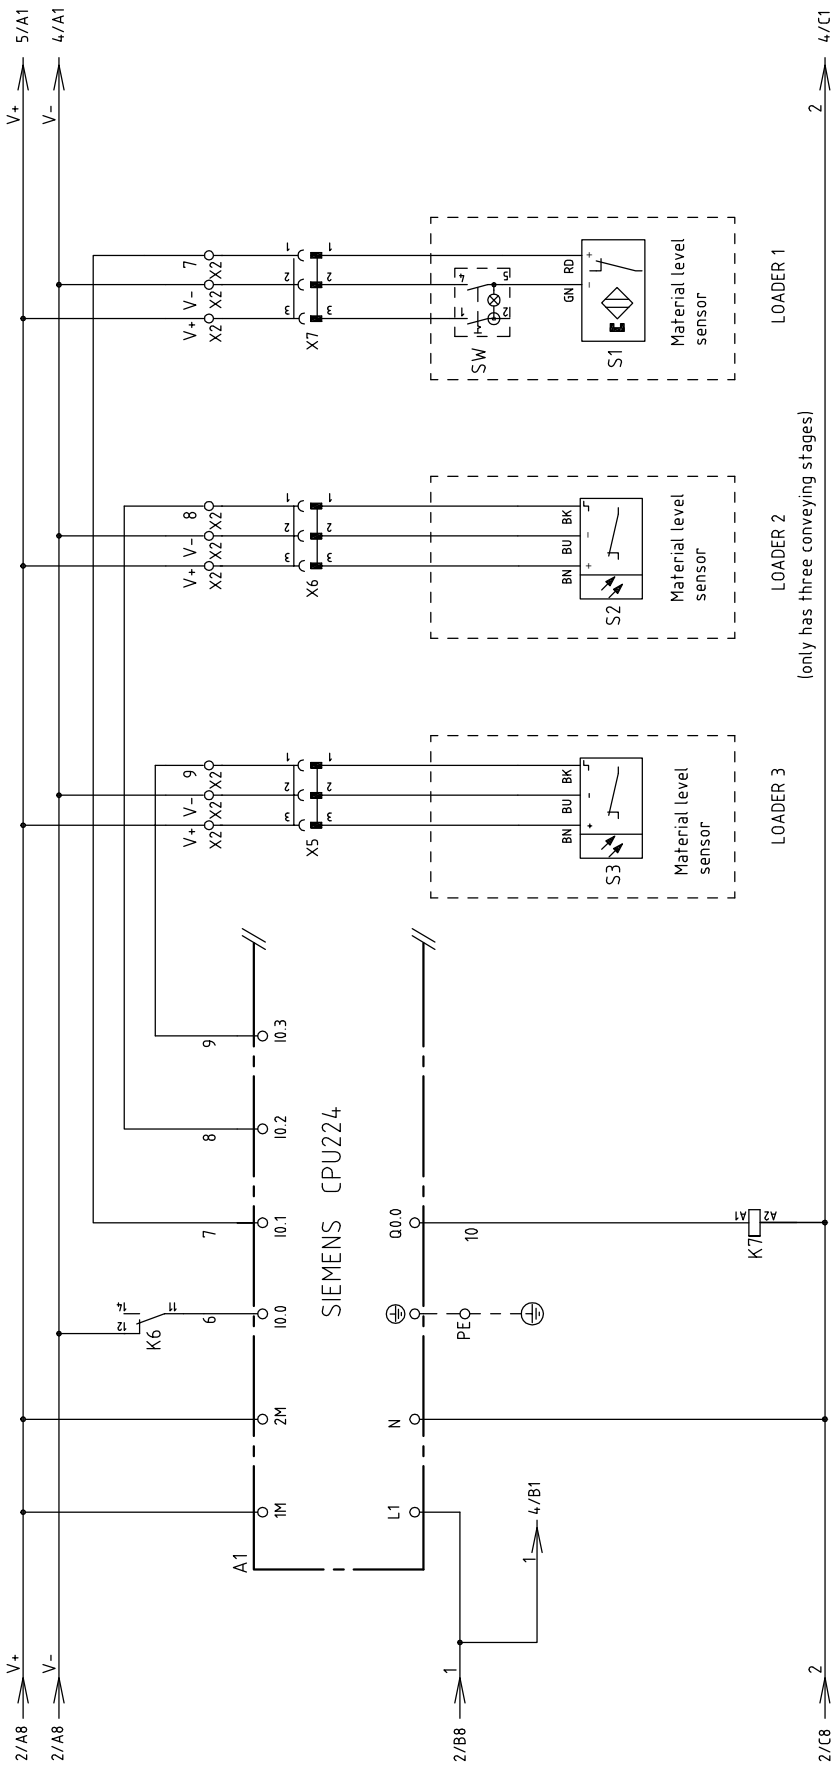 2/A8 V+ V+ 5/A1
2/A8 V- V- 4/A1
K6
12 14
11
6 7 8 9
V+ V- 9
X2 X2 X2
V+ V- 8
X2 X2 X2
V+ V- 7
X2 X2 X2
A1
1M 2M I0.0 I0.1 I0.2 I0.3
SIEMENS CPU224
L1 N Q0.0
3 2 1
X5
3 2 1
3 2 1
X6
3 2 1
3 2 1
X7
3 2 1
2/B8 1
1 4/B1
PE
10
K7
A1
A2
SW
1 4
2 5
BN BU BK
+ -
S3
Material level
sensor
LOADER 3
BN BU BK
+ -
S2
Material level
sensor
LOADER 2
(only has three conveying stages)
GN RD
- +
S1
Material level
sensor
LOADER 1
2/C8 2 2 4/C1